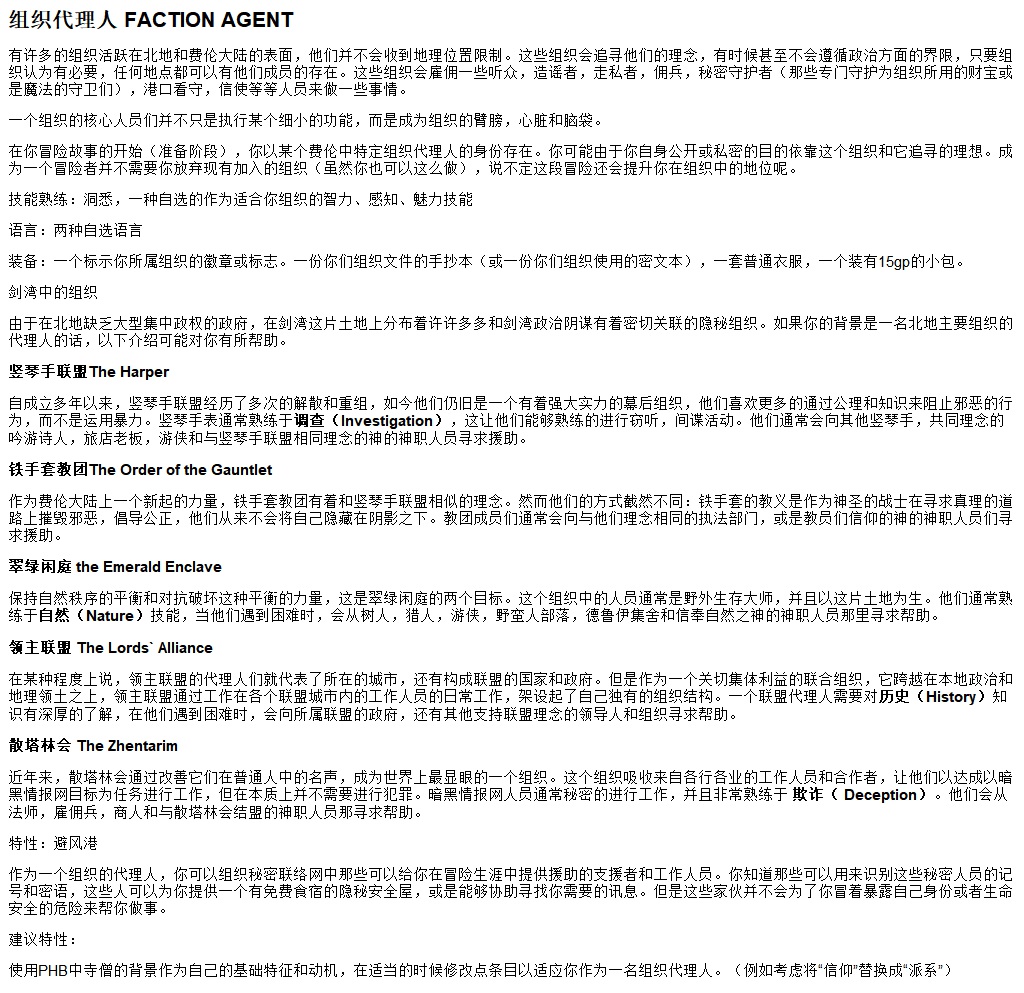 组织代理人 FACTION AGENT
有许多的组织活跃在北地和费伦大陆的表面，他们并不会收到地理位置限制。这些组织会追寻他们的理念，有时候甚至不会遵循政治方面的界限，只要组
织认为有必要，任何地点都可以有他们成员的存在。这些组织会雇佣一些听众，造谣者，走私者，佣兵，秘密守护者（那些专门守护为组织所用的财宝或
是魔法的守卫们），港口看守，信使等等人员来做一些事情。
一个组织的核心人员们并不只是执行某个细小的功能，而是成为组织的臂膀，心脏和脑袋。
在你冒险故事的开始（准备阶段），你以某个费伦中特定组织代理人的身份存在。你可能由于你自身公开或私密的目的依靠这个组织和它追寻的理想。成
为一个冒险者并不需要你放弃现有加入的组织（虽然你也可以这么做），说不定这段冒险还会提升你在组织中的地位呢。
技能熟练：洞悉，一种自选的作为适合你组织的智力、感知、魅力技能
语言：两种自选语言
装备：一个标示你所属组织的徽章或标志。一份你们组织文件的手抄本（或一份你们组织使用的密文本），一套普通衣服，一个装有15gp的小包。
剑湾中的组织
由于在北地缺乏大型集中政权的政府，在剑湾这片土地上分布着许许多多和剑湾政治阴谋有着密切关联的隐秘组织。如果你的背景是一名北地主要组织的
代理人的话，以下介绍可能对你有所帮助。
竖琴手联盟The Harper
自成立多年以来，竖琴手联盟经历了多次的解散和重组，如今他们仍旧是一个有着强大实力的幕后组织，他们喜欢更多的通过公理和知识来阻止邪恶的行
为，而不是运用暴力。竖琴手表通常熟练于调查（Investigation），这让他们能够熟练的进行窃听，间谍活动。他们通常会向其他竖琴手，共同理念的
吟游诗人，旅店老板，游侠和与竖琴手联盟相同理念的神的神职人员寻求援助。
铁手套教团The Order of the Gauntlet
作为费伦大陆上一个新起的力量，铁手套教团有着和竖琴手联盟相似的理念。然而他们的方式截然不同：铁手套的教义是作为神圣的战士在寻求真理的道
路上摧毁邪恶，倡导公正，他们从来不会将自己隐藏在阴影之下。教团成员们通常会向与他们理念相同的执法部门，或是教员们信仰的神的神职人员们寻
求援助。
翠绿闲庭 the Emerald Enclave
保持自然秩序的平衡和对抗破坏这种平衡的力量，这是翠绿闲庭的两个目标。这个组织中的人员通常是野外生存大师，并且以这片土地为生。他们通常熟
练于自然（Nature）技能，当他们遇到困难时，会从树人，猎人，游侠，野蛮人部落，德鲁伊集舍和信奉自然之神的神职人员那里寻求帮助。
领主联盟 The Lords` Alliance
在某种程度上说，领主联盟的代理人们就代表了所在的城市，还有构成联盟的国家和政府。但是作为一个关切集体利益的联合组织，它跨越在本地政治和
地理领土之上，领主联盟通过工作在各个联盟城市内的工作人员的日常工作，架设起了自己独有的组织结构。一个联盟代理人需要对历史（History）知
识有深厚的了解，在他们遇到困难时，会向所属联盟的政府，还有其他支持联盟理念的领导人和组织寻求帮助。
散塔林会 The Zhentarim
近年来，散塔林会通过改善它们在普通人中的名声，成为世界上最显眼的一个组织。这个组织吸收来自各行各业的工作人员和合作者，让他们以达成以暗
黑情报网目标为任务进行工作，但在本质上并不需要进行犯罪。暗黑情报网人员通常秘密的进行工作，并且非常熟练于 欺诈（ Deception）。他们会从
法师，雇佣兵，商人和与散塔林会结盟的神职人员那寻求帮助。
特性：避风港
作为一个组织的代理人，你可以组织秘密联络网中那些可以给你在冒险生涯中提供援助的支援者和工作人员。你知道那些可以用来识别这些秘密人员的记
号和密语，这些人可以为你提供一个有免费食宿的隐秘安全屋，或是能够协助寻找你需要的讯息。但是这些家伙并不会为了你冒着暴露自己身份或者生命
安全的危险来帮你做事。
建议特性：
使用PHB中寺僧的背景作为自己的基础特征和动机，在适当的时候修改点条目以适应你作为一名组织代理人。（例如考虑将“信仰”替换成“派系”）